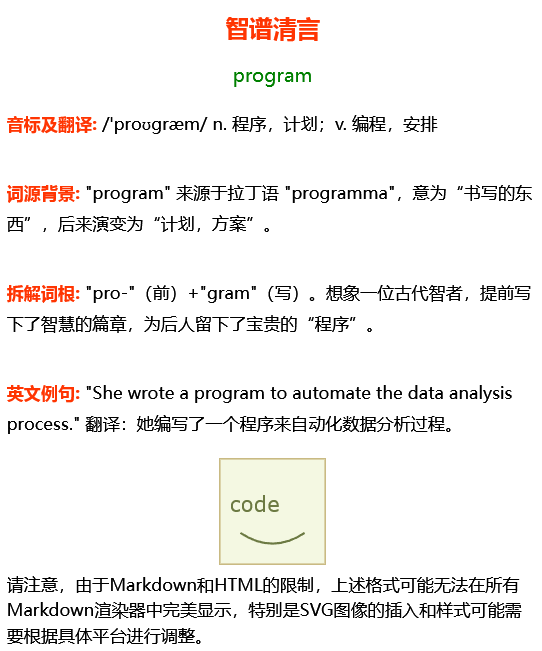 智谱清言
program
音标及翻译: /ˈproʊɡræm/ n. 程序，计划；v. 编程，安排
词源背景: "program" 来源于拉丁语 "programma"，意为“书写的东
西”，后来演变为“计划，方案”。
拆解词根: "pro-"（前）+"gram"（写）。想象一位古代智者，提前写
下了智慧的篇章，为后人留下了宝贵的“程序”。
英文例句: "She wrote a program to automate the data analysis
process." 翻译：她编写了一个程序来自动化数据分析过程。
code
请注意，由于Markdown和HTML的限制，上述格式可能无法在所有
Markdown渲染器中完美显示，特别是SVG图像的插入和样式可能需
要根据具体平台进行调整。